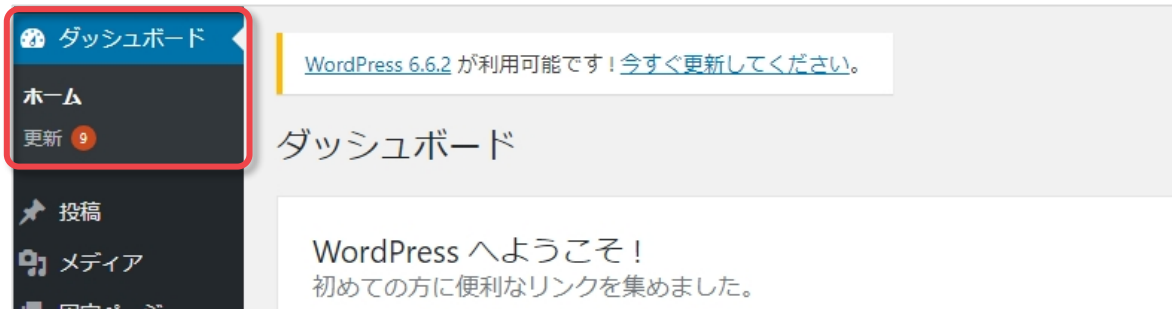 ダッシュボード
ホーム
更新 9
投稿
メディア
WordPress 6.6.2 が利用可能です ! 今すぐ更新してください。
ダッシュボード
WordPress へようこそ !
初めての方に便利なリンクを集めました。